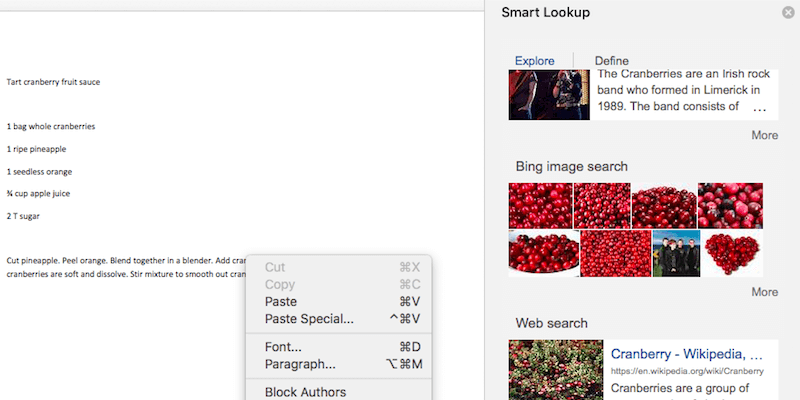 Smart Lookup
Explore
Define
The Cranberries are an Irish rock
band who formed in Limerick in
1989. The band consists of ...
More
Bing image search
More
Web search
Cranberry - Wikipedia, ...
https://en.wikipedia.org/wiki/Cranberry
Cranberries are a group of
Tart cranberry fruit sauce
1 bag whole cranberries
1 ripe pineapple
1 seedless orange
¾ cup apple juice
2 T sugar
Cut pineapple. Peel orange. Blend together in a blender. Add
cranberries are soft and dissolve. Stir mixture to smooth out
Cut ⌘X
Copy ⌘C
Paste ⌘V
Paste Special... ^⌘V
Font... ⌘D
Paragraph... ⌥⌘M
Block Authors